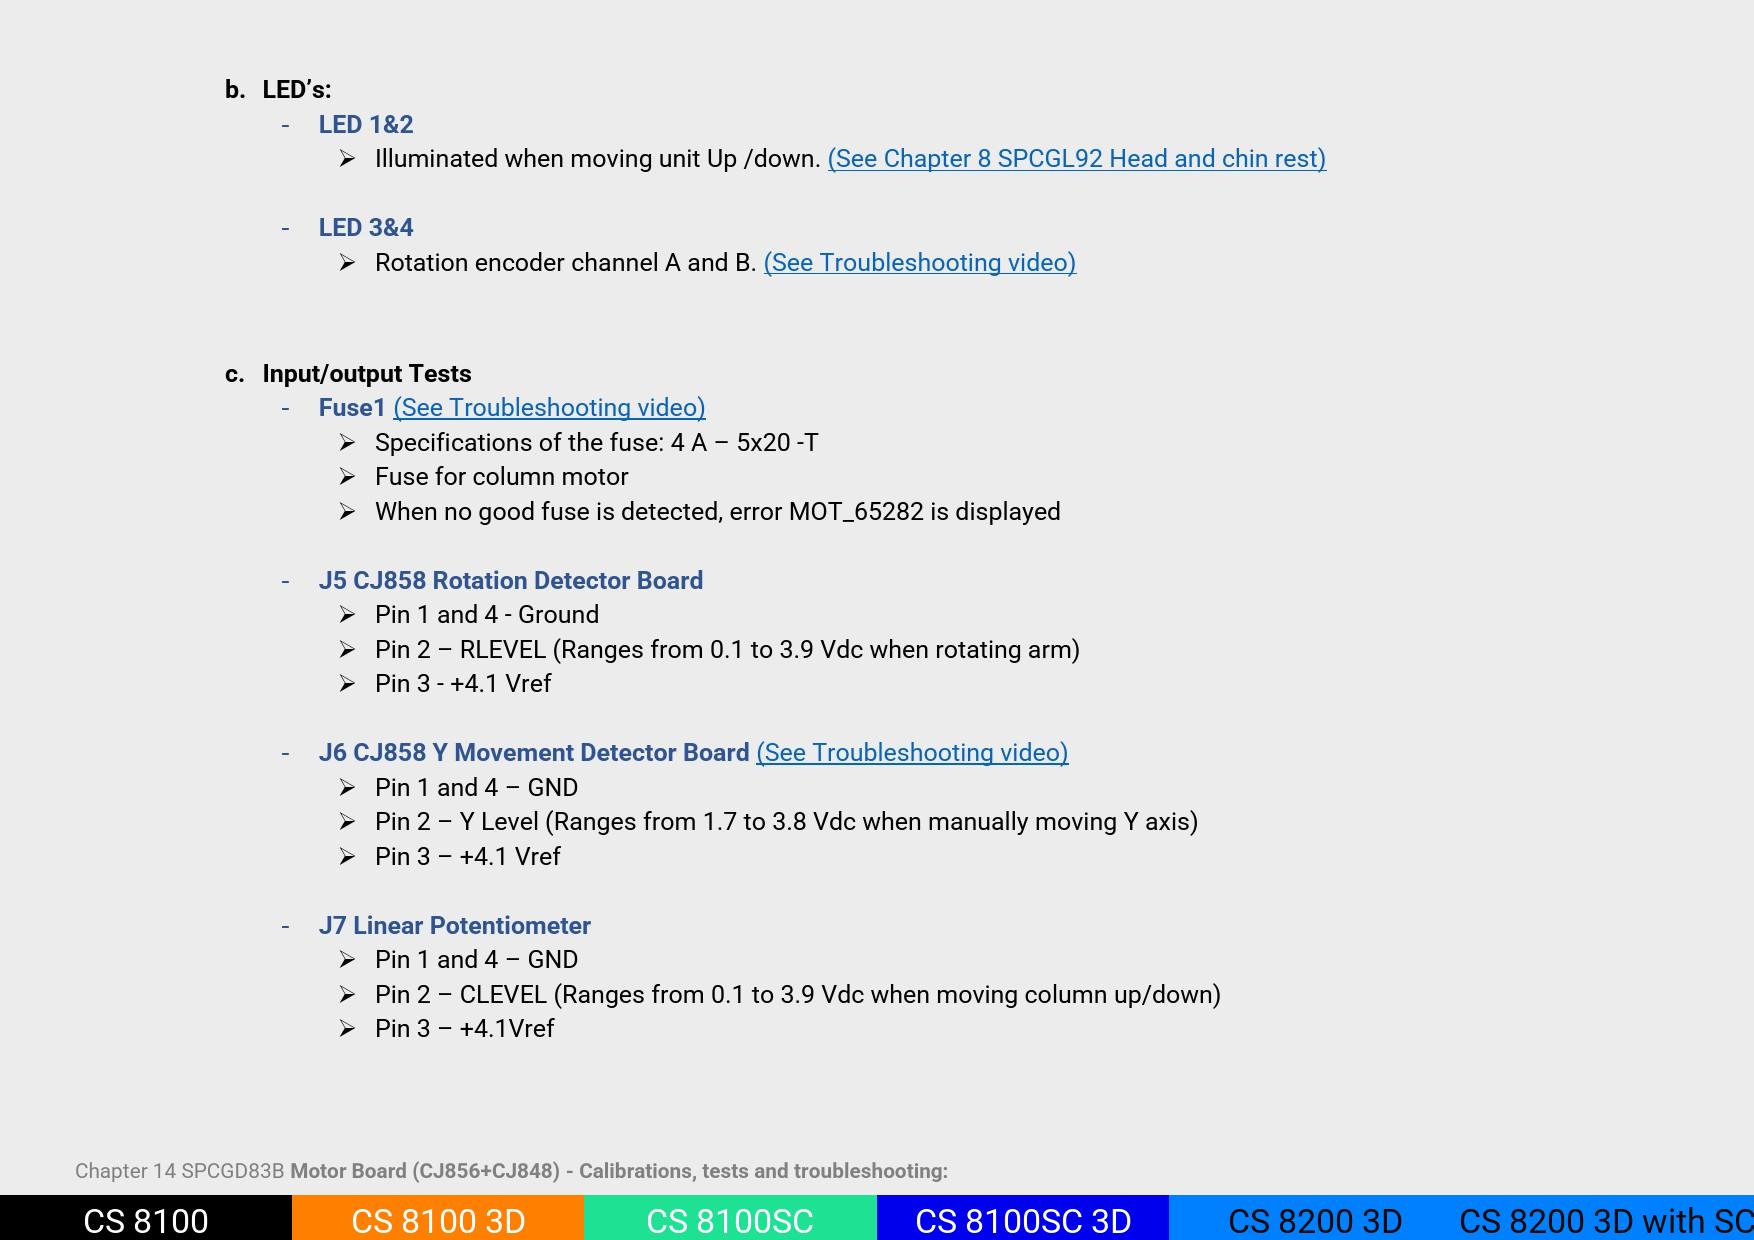 b. LED’s:
- LED 1&2
➢ Illuminated when moving unit Up /down. (See Chapter 8 SPCGL92 Head and chin rest)
- LED 3&4
➢ Rotation encoder channel A and B. (See Troubleshooting video)
c. Input/output Tests
- Fuse1 (See Troubleshooting video)
➢ Specifications of the fuse: 4 A – 5x20 -T
➢ Fuse for column motor
➢ When no good fuse is detected, error MOT_65282 is displayed
- J5 CJ858 Rotation Detector Board
➢ Pin 1 and 4 - Ground
➢ Pin 2 – RLEVEL (Ranges from 0.1 to 3.9 Vdc when rotating arm)
➢ Pin 3 - +4.1 Vref
- J6 CJ858 Y Movement Detector Board (See Troubleshooting video)
➢ Pin 1 and 4 – GND
➢ Pin 2 – Y Level (Ranges from 1.7 to 3.8 Vdc when manually moving Y axis)
➢ Pin 3 – +4.1 Vref
- J7 Linear Potentiometer
➢ Pin 1 and 4 – GND
➢ Pin 2 – CLEVEL (Ranges from 0.1 to 3.9 Vdc when moving column up/down)
➢ Pin 3 – +4.1Vref
Chapter 14 SPCGD83B Motor Board (CJ856+CJ848) - Calibrations, tests and troubleshooting:
CS 8100 CS 8100 3D CS 8100SC CS 8100SC 3D CS 8200 3D CS 8200 3D with SC